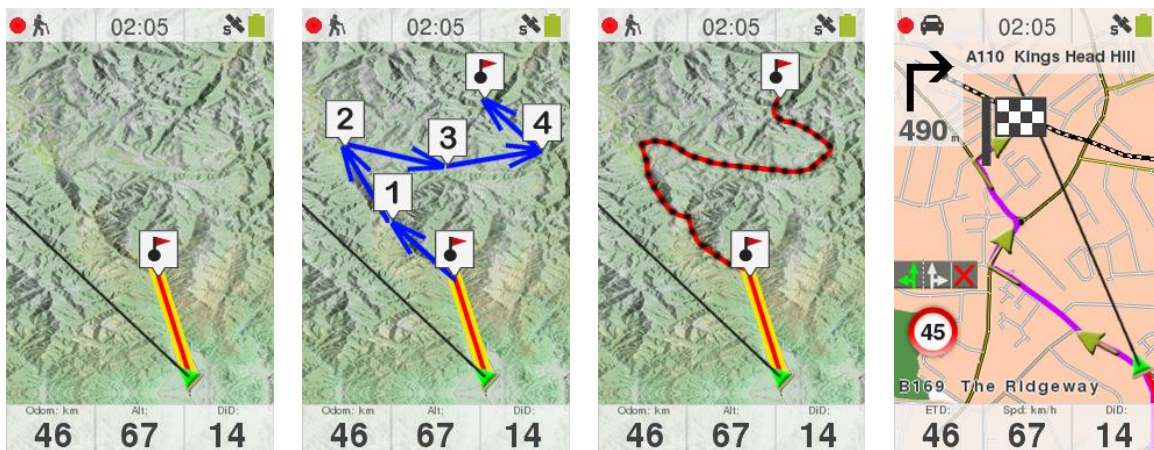 02:05
S
Odom: km Alt: DiD:
46 67 14
02:05
S
2
3
4
1
Odom: km Alt: DiD:
46 67 14
02:05
S
Odom: km Alt: DiD:
46 67 14
02:05
S
A110 Kings Head Hill
490 m
45
B169 The Ridgeway
ETD: Spd: km/h DiD:
46 67 14